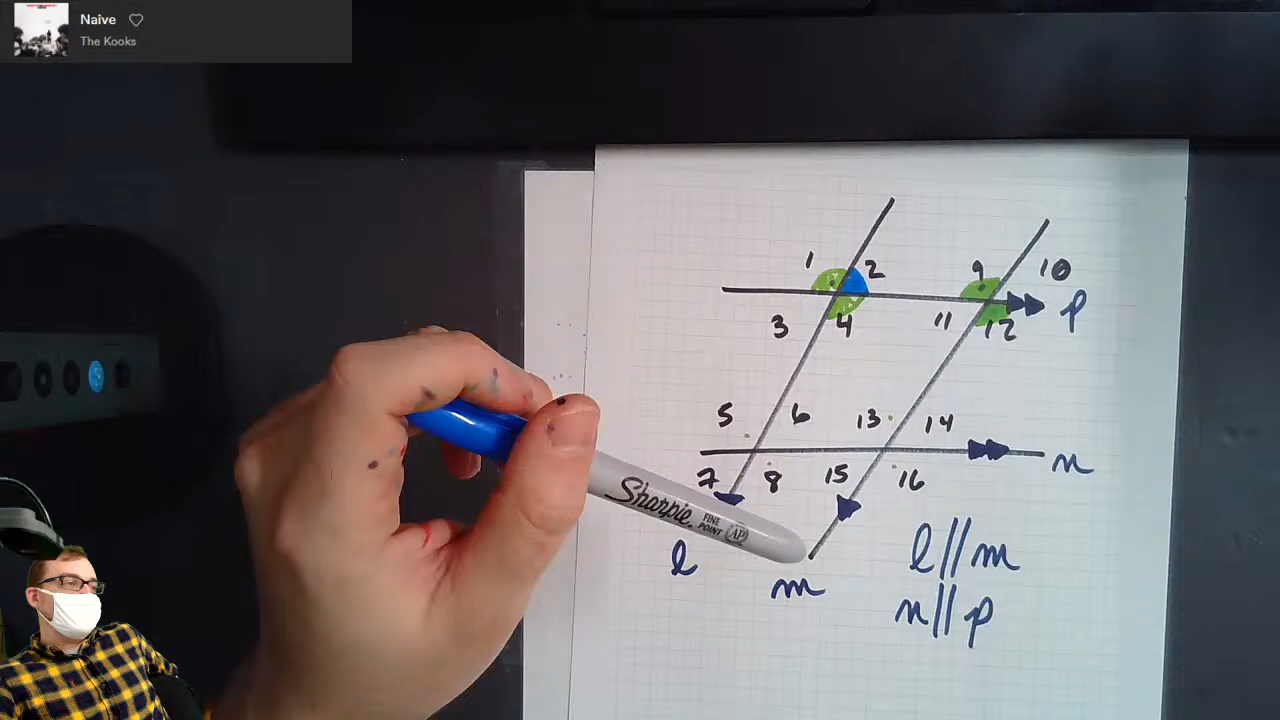 Naive
The Kooks
1 2 9 10
3 4 11 12 p
5 6 13 14
7 8 15 16 n
Sharpie. FINE POINT AP
l m
l//m
n//p